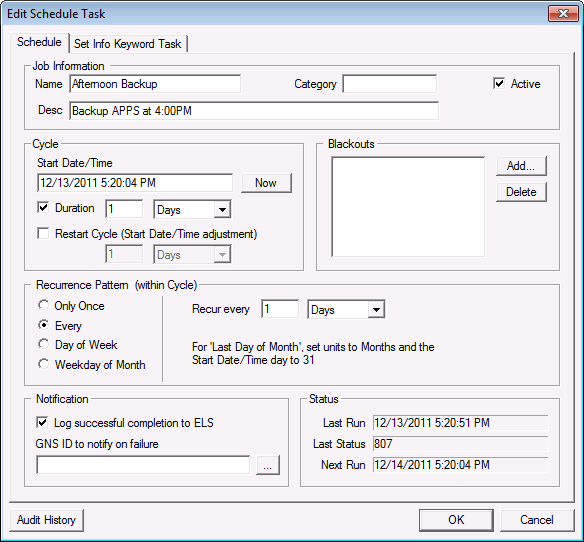 Edit Schedule Task
Schedule
Set Info Keyword Task
Job Information
Name Afternoon Backup Category Active
Desc Backup APPS at 4:00PM
Cycle
Start Date/Time
12/13/2011 5:20:04 PM Now
Duration 1 Days
Restart Cycle (Start Date/Time adjustment)
1 Days
Blackouts
Add...
Delete
Recurrence Pattern (within Cycle)
Only Once
Every
Day of Week
Weekday of Month
Recur every 1 Days
For 'Last Day of Month', set units to Months and the
Start Date/Time day to 31
Notification
Log successful completion to ELS
GNS ID to notify on failure
...
Status
Last Run 12/13/2011 5:20:51 PM
Last Status 807
Next Run 12/14/2011 5:20:04 PM
Audit History OK Cancel